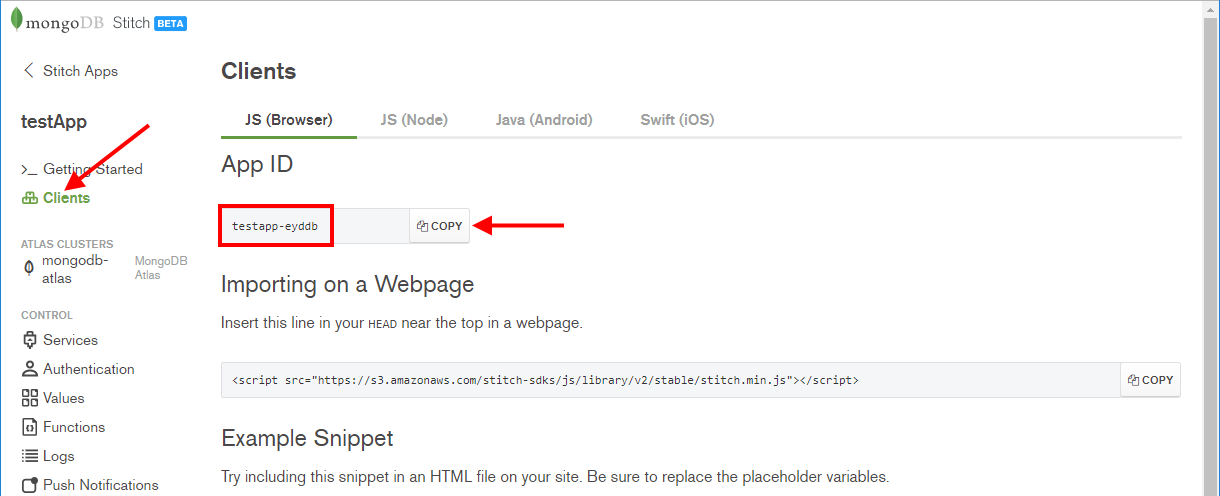 mongoDB Stitch BETA
Stitch Apps
testApp
>_ Getting Started
Clients
ATLAS CLUSTERS
mongodb-
atlas
MongoDB
Atlas
CONTROL
Services
Authentication
Values
Functions
Logs
Push Notifications
Clients
JS (Browser) JS (Node) Java (Android) Swift (iOS)
App ID
testapp-eyddb COPY
Importing on a Webpage
Insert this line in your HEAD near the top in a webpage.
<script src="https://s3.amazonaws.com/stitch-sdks/js/library/v2/stable/stitch.min.js"></script> COPY
Example Snippet
Try including this snippet in an HTML file on your site. Be sure to replace the placeholder variables.